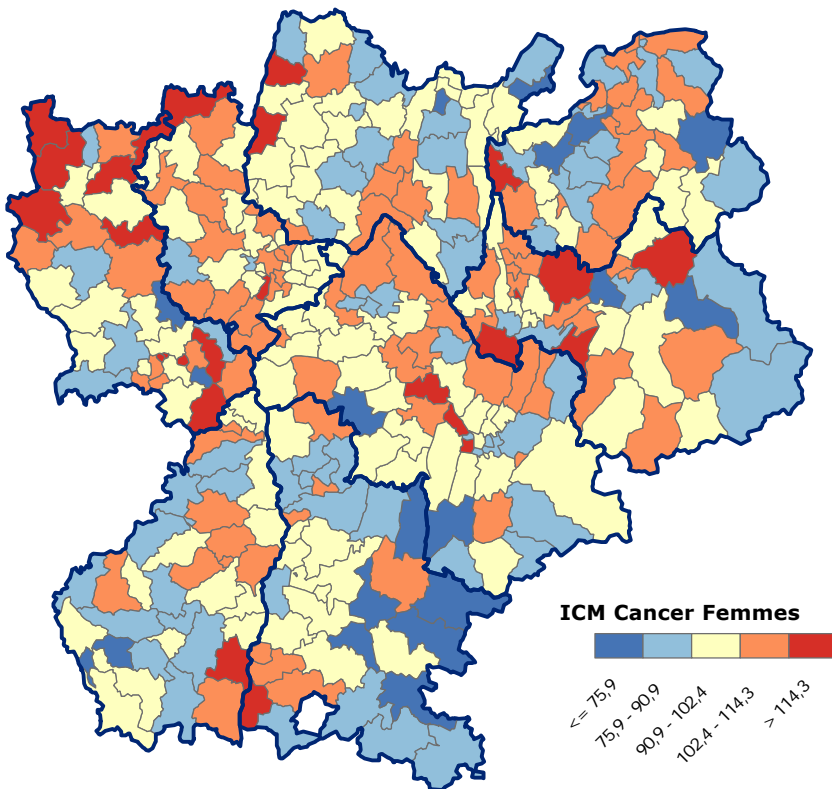 ICM Cancer Femmes
<= 75,9
75,9 - 90,9
90,9 - 102,4
102,4 - 114,3
> 114,3